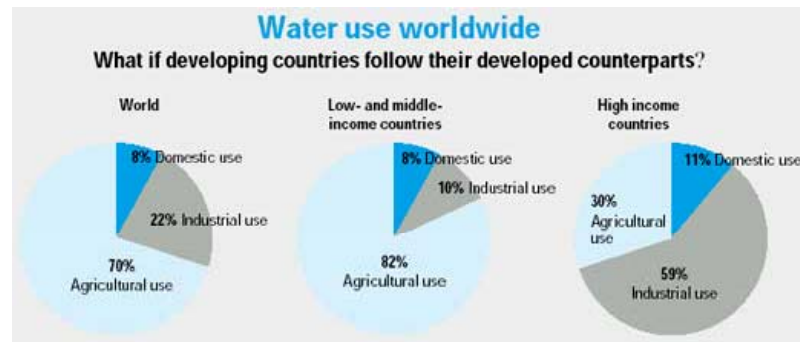 Water use worldwide
What if developing countries follow their developed counterparts?
World
8% Domestic use
22% Industrial use
70%
Agricultural use
Low- and middle-
income countries
8% Domestic use
10% Industrial use
82%
Agricultural use
High income
countries
11% Domestic use
30%
Agricultural
use
59%
Industrial use